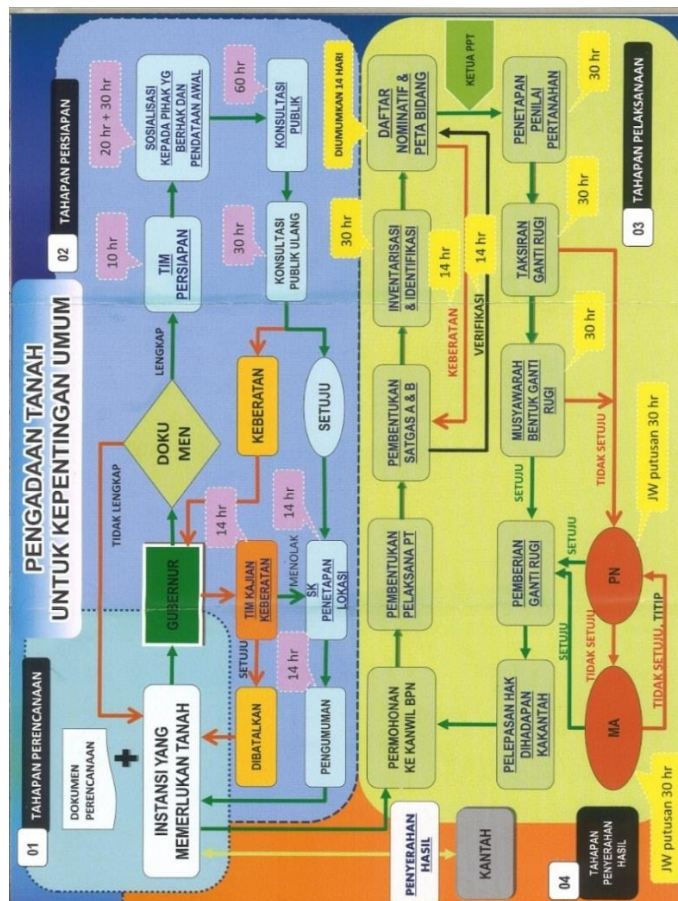 PENGADAAN TANAH
UNTUK KEPENTINGAN UMUM
01
TAHAPAN PERENCANAAN
DOKUMEN
PERENCANAAN
INSTANSI YANG
MEMERLUKAN TANAH
02
TAHAPAN PERSIAPAN
GUBERNUR
TIDAK LENGKAP
DOKU
MEN
LENGKAP
10 hr
TIM
PERSIAPAN
20 hr + 30 hr
SOSIALISASI
KEPADA PIHAK YG
BERHAK DAN
PENDATAAN AWAL
60 hr
KONSULTASI
PUBLIK
30 hr
KONSULTASI
PUBLIK ULANG
KEBERATAN
SETUJU
14 hr
TIM KAJIAN
KEBERATAN
SETUJU
DIBATALKAN
MENOLAK
14 hr
SK
PENETAPAN
LOKASI
14 hr
PENGUMUMAN
03
TAHAPAN PELAKSANAAN
PERMOHONAN
KE KANWIL BPN
PEMBENTUKAN
PELAKSANA PT
PEMBENTUKAN
SATGAS A & B
30 hr
INVENTARISASI
& IDENTIFIKASI
DIUMUMKAN 14 HARI
DAFTAR
NOMINATIF &
PETA BIDANG
KEBERATAN
14 hr
14 hr
VERIFIKASI
KETUA PPT
PENETAPAN
PENILAI
PERTANAHAN
30 hr
TAKSIRAN
GANTI RUGI
30 hr
MUSYAWARAH
BENTUK GANTI
RUGI
30 hr
SETUJU
TIDAK SETUJU
PEMBERIAN
GANTI RUGI
PELEPASAN HAK
DIHADAPAN
KAKANTAH
PN
JW putusan 30 hr
SETUJU
TIDAK SETUJU
SETUJU
MA
TIDAK SETUJU, TITIP
JW putusan 30 hr
04
TAHAPAN
PENYERAHAN
HASIL
PENYERAHAN
HASIL
KANTAH